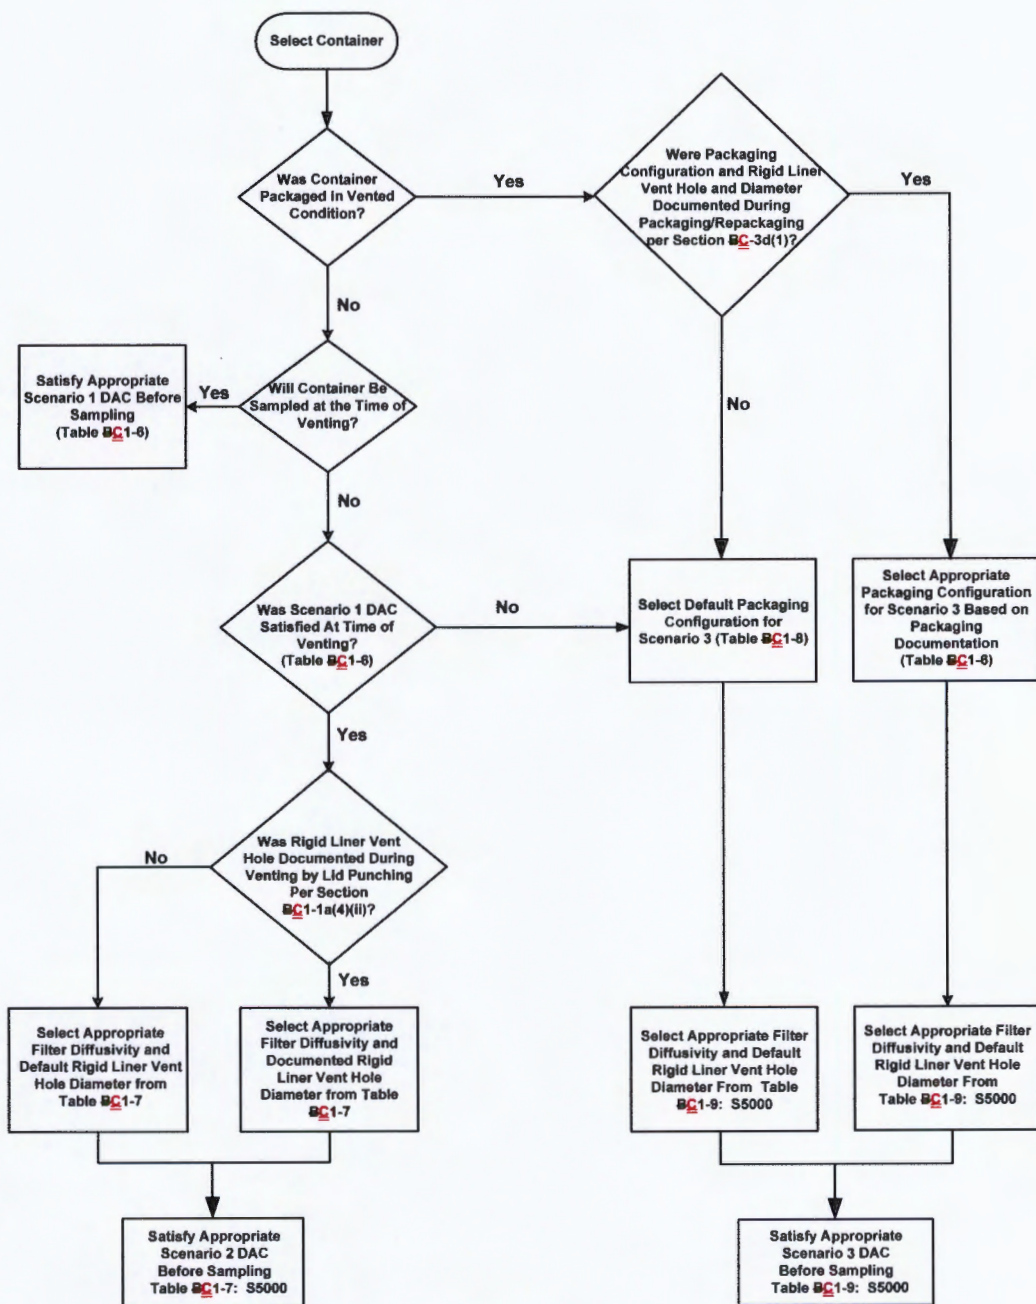 Select Container
Was Container
Packaged In Vented
Condition?
Yes
Were Packaging
Configuration and Rigid Liner
Vent Hole and Diameter
Documented During
Packaging/Repackaging
per Section BC-3d(1)?
Yes
No
No
Satisfy Appropriate
Scenario 1 DAC Before
Sampling
(Table BC1-6)
Yes
Will Container Be
Sampled at the Time of
Venting?
No
Was Scenario 1 DAC
Satisfied At Time of
Venting?
(Table BC1-6)
No
Select Default Packaging
Configuration for
Scenario 3 (Table BC1-8)
Select Appropriate
Packaging Configuration
for Scenario 3 Based on
Packaging
Documentation
(Table BC1-6)
Yes
Was Rigid Liner Vent
Hole Documented During
Venting by Lid Punching
Per Section
BC1-1a(4)(ii)?
No
Yes
Select Appropriate
Filter Diffusivity and
Default Rigid Liner Vent
Hole Diameter from
Table BC1-7
Select Appropriate
Filter Diffusivity and
Documented Rigid
Liner Vent Hole
Diameter from Table
BC1-7
Select Appropriate Filter
Diffusivity and Default
Rigid Liner Vent Hole
Diameter From Table
BC1-9: S5000
Select Appropriate Filter
Diffusivity and Default
Rigid Liner Vent Hole
Diameter From
Table BC1-9: S5000
Satisfy Appropriate
Scenario 2 DAC
Before Sampling
Table BC1-7: S5000
Satisfy Appropriate
Scenario 3 DAC
Before Sampling
Table BC1-9: S5000